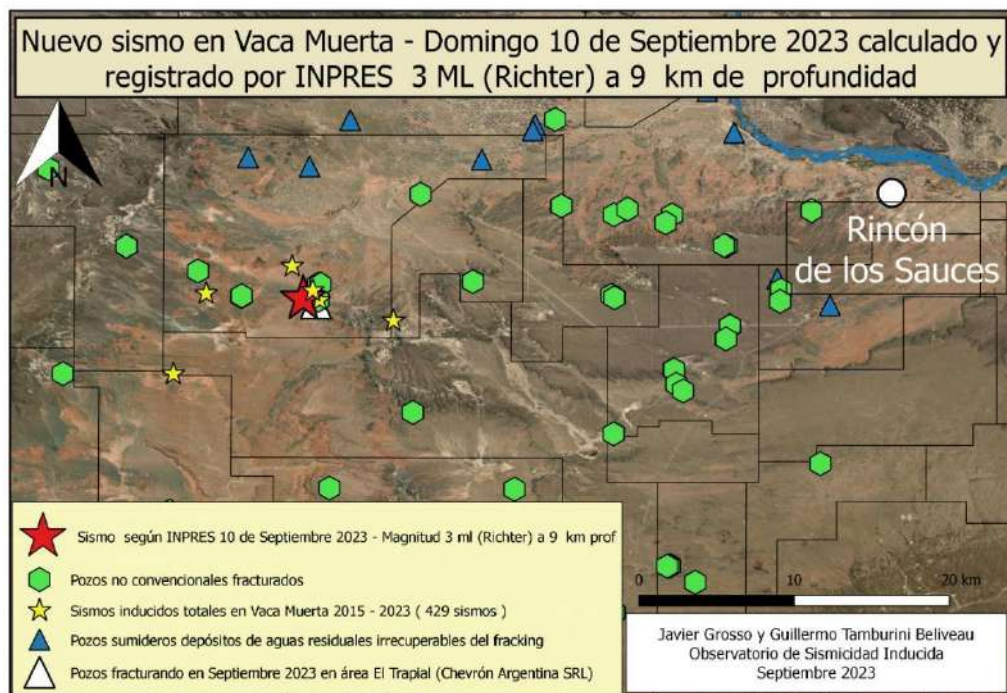 Nuevo sismo en Vaca Muerta - Domingo 10 de Septiembre 2023 calculado y
registrado por INPRES 3 ML (Richter) a 9 km de profundidad
N
Rincón
de los Sauces
Sismo según INPRES 10 de Septiembre 2023 - Magnitud 3 ml (Richter) a 9 km prof
Pozos no convencionales fracturados
Sismos inducidos totales en Vaca Muerta 2015 - 2023 ( 429 sismos )
Pozos sumideros depósitos de aguas residuales irrecuperables del fracking
Pozos fracturando en Septiembre 2023 en área El Trapial (Chevrón Argentina SRL)
0 10 20 km
Javier Grosso y Guillermo Tamburini Beliveau
Observatorio de Sismicidad Inducida
Septiembre 2023